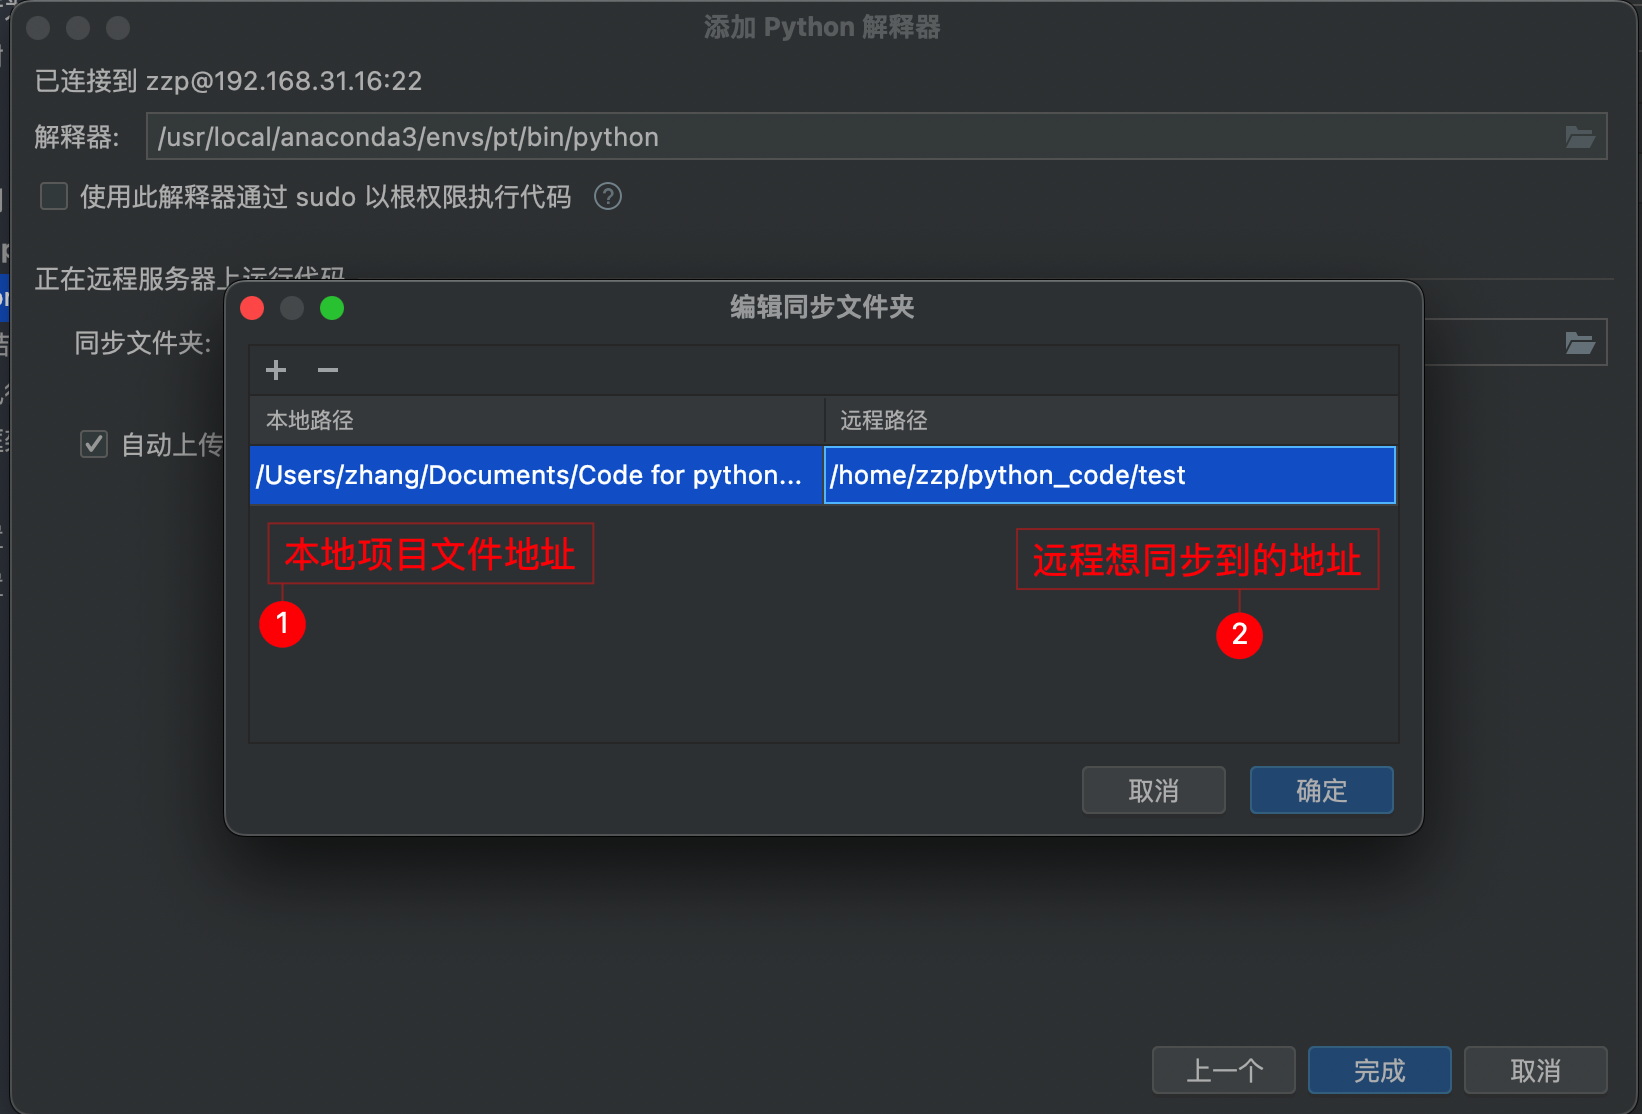 添加 Python 解释器
已连接到 zzp@192.168.31.16:22
解释器: /usr/local/anaconda3/envs/pt/bin/python
使用此解释器通过 sudo 以根权限执行代码 ?
正在远程服务器上运行代码
编辑同步文件夹
同步文件夹:
本地路径 远程路径
自动上传
/Users/zhang/Documents/Code for python... /home/zzp/python_code/test
本地项目文件地址 远程想同步到的地址
1 2
取消 确定
上一个 完成 取消